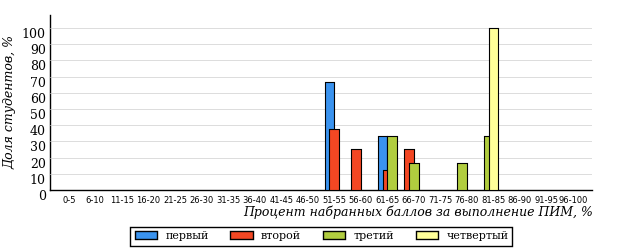 Доля студентов, %
100
90
80
70
60
50
40
30
20
10
0
0-5 6-10 11-15 16-20 21-25 26-30 31-35 36-40 41-45 46-50 51-55 56-60 61-65 66-70 71-75 76-80 81-85 86-90 91-95 96-100
Процент набранных баллов за выполнение ПИМ, %
первый второй третий четвертый